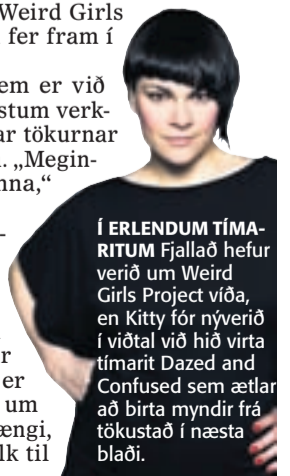 Weird Girls
fer fram í
em er við
stum verk-
ar tökurnar
. „Megin-
nna,“
-
r
er
um
ængi,
lk til
Í ERLENDUM TÍMA-
RITUM Fjallað hefur
verið um Weird
Girls Project víða,
en Kitty fór nýverið
í viðtal við hið virta
tímarit Dazed and
Confused sem ætlar
að birta myndir frá
tökustað í næsta
blaði.